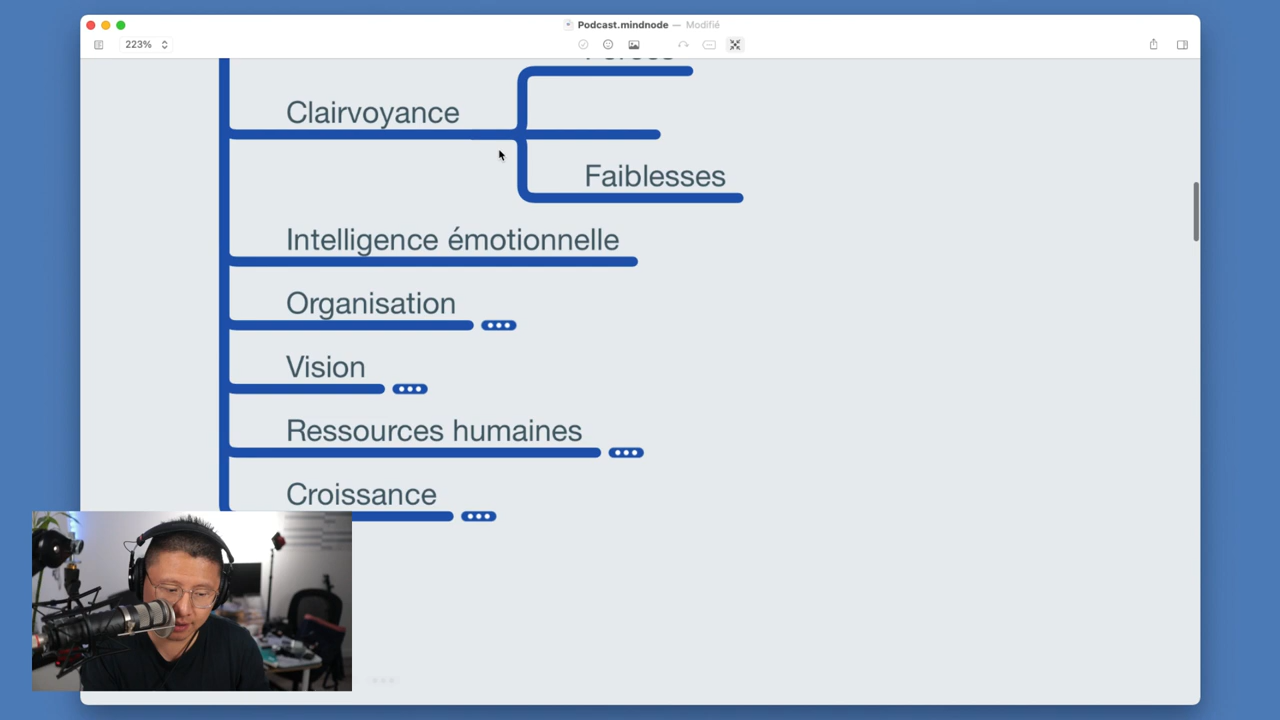 Podcast.mindnode — Modifié
223%
Clairvoyance
Faiblesses
Intelligence émotionnelle
Organisation
Vision
Ressources humaines
Croissance